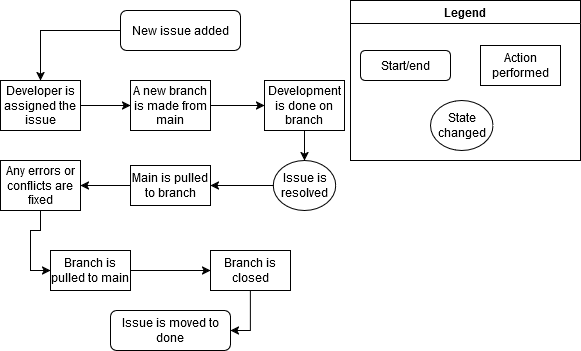 New issue added
Legend
Start/end
Action
performed
State
changed
Developer is
assigned the
issue
A new branch
is made from
main
Development
is done on
branch
Any errors or
conflicts are
fixed
Main is pulled
to branch
Issue is
resolved
Branch is
pulled to main
Branch is
closed
Issue is moved to
done